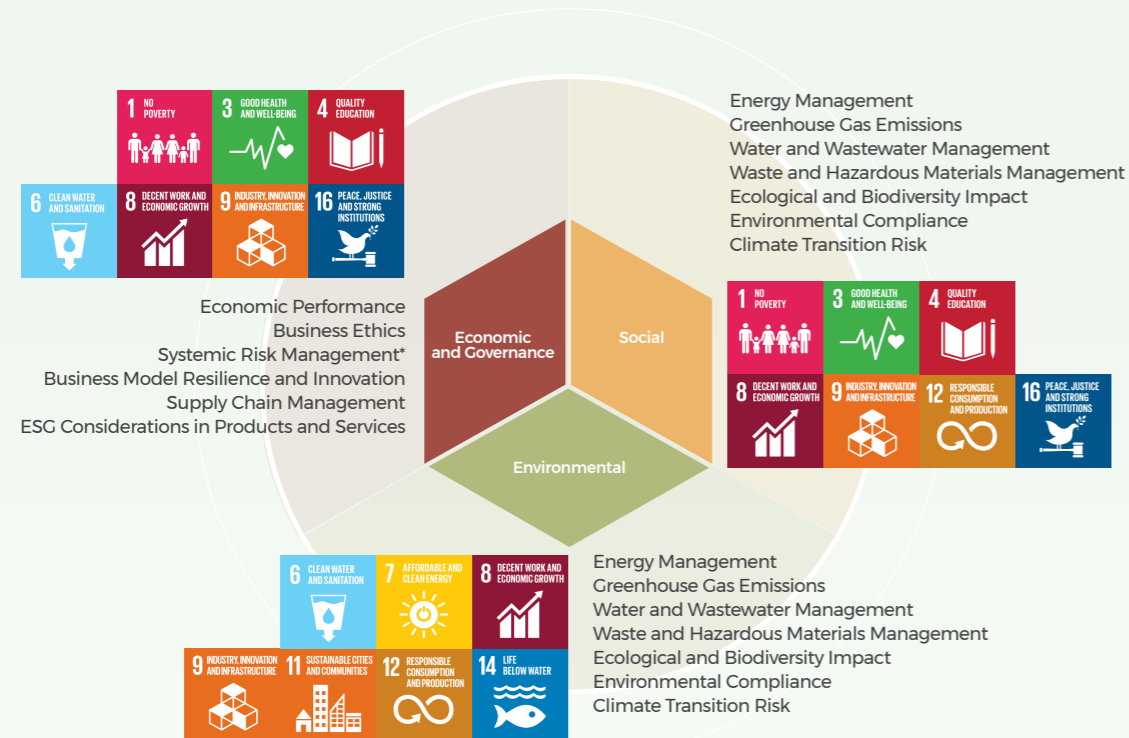 1 NO
POVERTY
3 GOOD HEALTH
AND WELL-BEING
4 QUALITY
EDUCATION
6 CLEAN WATER
AND SANITATION
8 DECENT WORK AND
ECONOMIC GROWTH
9 INDUSTRY, INNOVATION
AND INFRASTRUCTURE
16 PEACE, JUSTICE
AND STRONG
INSTITUTIONS
Economic Performance
Business Ethics
Systemic Risk Management*
Business Model Resilience and Innovation
Supply Chain Management
ESG Considerations in Products and Services
Economic
and Governance
Social
Environmental
Energy Management
Greenhouse Gas Emissions
Water and Wastewater Management
Waste and Hazardous Materials Management
Ecological and Biodiversity Impact
Environmental Compliance
Climate Transition Risk
1 NO
POVERTY
3 GOOD HEALTH
AND WELL-BEING
4 QUALITY
EDUCATION
8 DECENT WORK AND
ECONOMIC GROWTH
9 INDUSTRY, INNOVATION
AND INFRASTRUCTURE
12 RESPONSIBLE
CONSUMPTION
AND PRODUCTION
16 PEACE, JUSTICE
AND STRONG
INSTITUTIONS
6 CLEAN WATER
AND SANITATION
7 AFFORDABLE AND
CLEAN ENERGY
8 DECENT WORK AND
ECONOMIC GROWTH
9 INDUSTRY, INNOVATION
AND INFRASTRUCTURE
11 SUSTAINABLE CITIES
AND COMMUNITIES
12 RESPONSIBLE
CONSUMPTION
AND PRODUCTION
14 LIFE
BELOW WATER
Energy Management
Greenhouse Gas Emissions
Water and Wastewater Management
Waste and Hazardous Materials Management
Ecological and Biodiversity Impact
Environmental Compliance
Climate Transition Risk